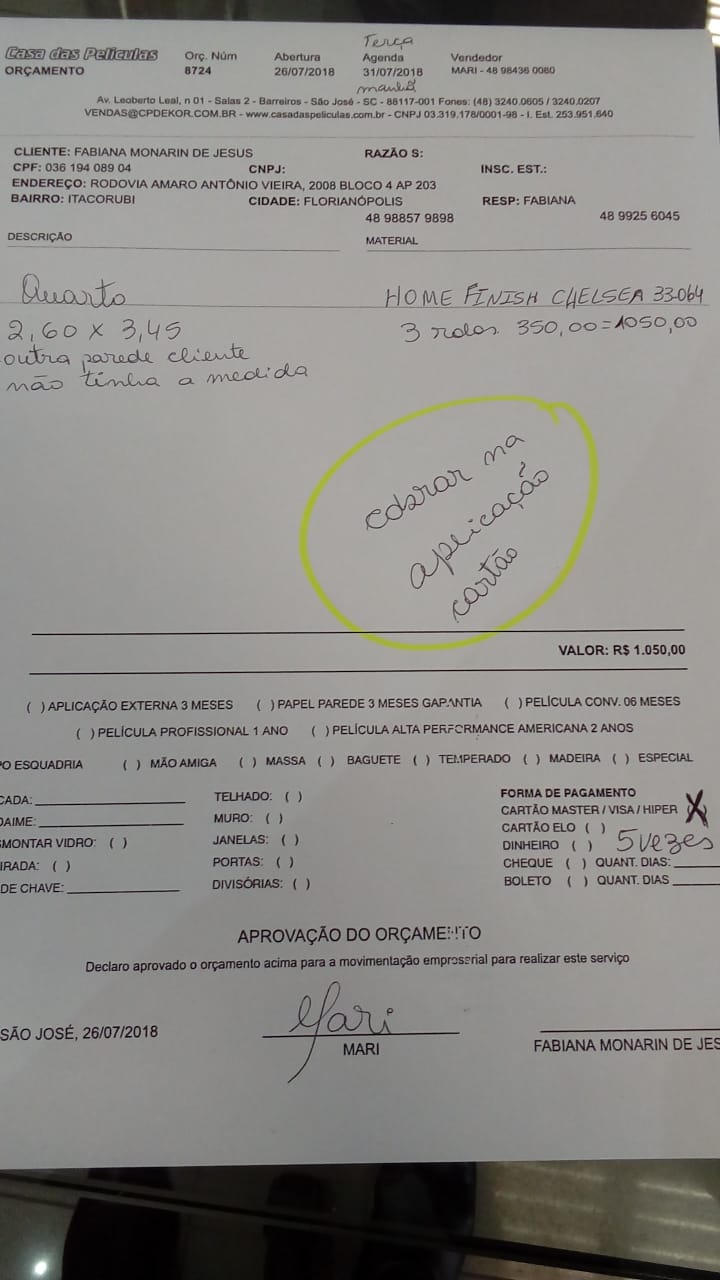 Terça
Casa das Películas Orç. Núm Abertura Agenda Vendedor
ORÇAMENTO 8724 26/07/2018 31/07/2018 MARI - 48 98436 0080
manhã
Av. Leoberto Leal, n 01 - Salas 2 - Barreiros - São José - SC - 88117-001 Fones: (48) 3240.0605 / 3240.0207
VENDAS@CPDEKOR.COM.BR - www.casadaspeliculas.com.br - CNPJ 03.319.178/0001-98 - I. Est. 253.951.640
CLIENTE: FABIANA MONARIN DE JESUS RAZÃO S:
CPF: 036 194 089 04 CNPJ: INSC. EST.:
ENDEREÇO: RODOVIA AMARO ANTÔNIO VIEIRA, 2008 BLOCO 4 AP 203
BAIRRO: ITACORUBI CIDADE: FLORIANÓPOLIS RESP: FABIANA
48 98857 9898 48 9925 6045
DESCRIÇÃO MATERIAL
Quarto HOME FINISH CHELSEA 33-064
2,60 x 3,45 3 rolos 350,00=1050,00
outra parede cliente
não tinha a medida
cobrar na
aplicação
cartão
VALOR: R$ 1.050,00
( ) APLICAÇÃO EXTERNA 3 MESES ( ) PAPEL PAREDE 3 MESES GARANTIA ( ) PELÍCULA CONV. 06 MESES
( ) PELÍCULA PROFISSIONAL 1 ANO ( ) PELÍCULA ALTA PERFORMANCE AMERICANA 2 ANOS
PO ESQUADRIA ( ) MÃO AMIGA ( ) MASSA ( ) BAGUETE ( ) TEMPERADO ( ) MADEIRA ( ) ESPECIAL
CADA: TELHADO: ( ) FORMA DE PAGAMENTO
DAIME: MURO: ( ) CARTÃO MASTER / VISA / HIPER (X)
SMONTAR VIDRO: ( ) JANELAS: ( ) CARTÃO ELO ( )
IRADA: ( ) PORTAS: ( ) DINHEIRO ( ) 5 vezes
DE CHAVE: DIVISÓRIAS: ( ) CHEQUE ( ) QUANT. DIAS:
BOLETO ( ) QUANT. DIAS
APROVAÇÃO DO ORÇAMENTO
Declaro aprovado o orçamento acima para a movimentação empresarial para realizar este serviço
Mari
SÃO JOSÉ, 26/07/2018 MARI FABIANA MONARIN DE JES